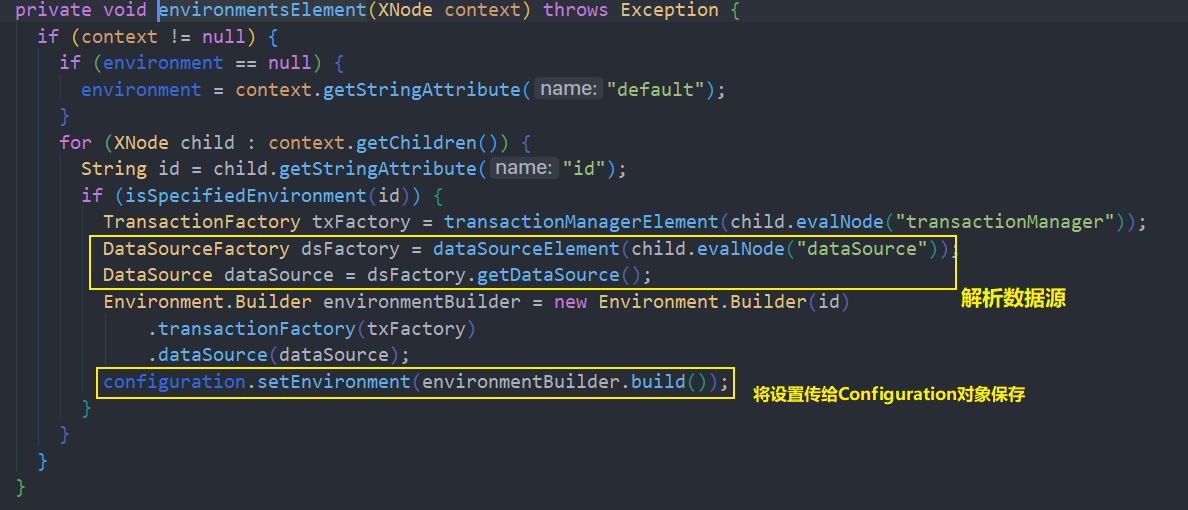 private void environmentsElement(XNode context) throws Exception {
if (context != null) {
if (environment == null) {
environment = context.getStringAttribute( name: "default");
}
for (XNode child : context.getChildren()) {
String id = child.getStringAttribute( name: "id");
if (isSpecifiedEnvironment(id)) {
TransactionFactory txFactory = transactionManagerElement(child.evalNode("transactionManager"));
DataSourceFactory dsFactory = dataSourceElement(child.evalNode("dataSource"));
DataSource dataSource = dsFactory.getDataSource();
解析数据源
Environment.Builder environmentBuilder = new Environment.Builder(id)
.transactionFactory(txFactory)
.dataSource(dataSource);
configuration.setEnvironment(environmentBuilder.build());
将设置传给Configuration对象保存
}
}
}
}